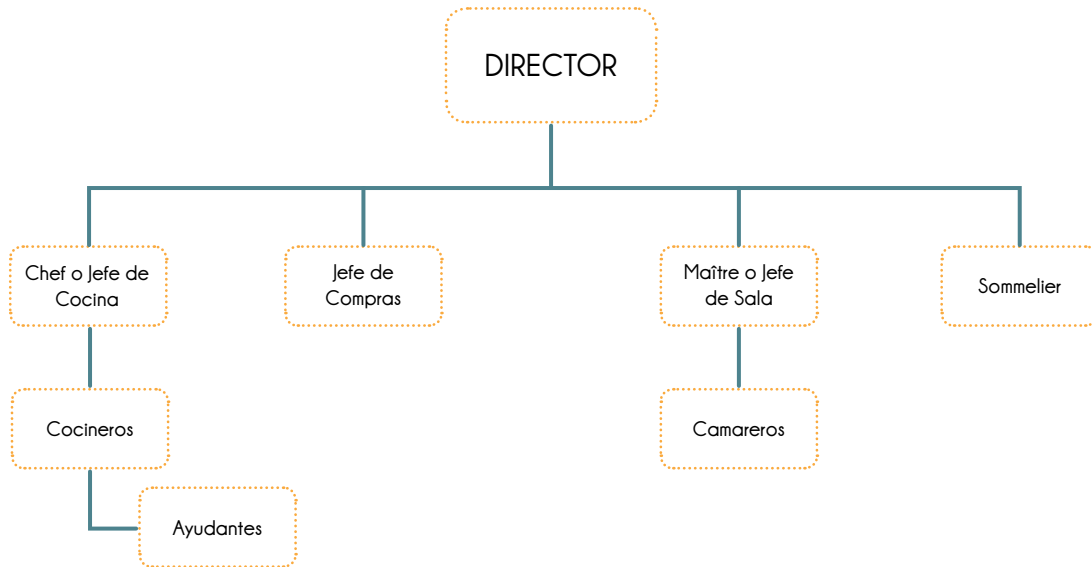 DIRECTOR
Chef o Jefe de
Cocina
Jefe de
Compras
Maître o Jefe
de Sala
Sommelier
Cocineros
Camareros
Ayudantes